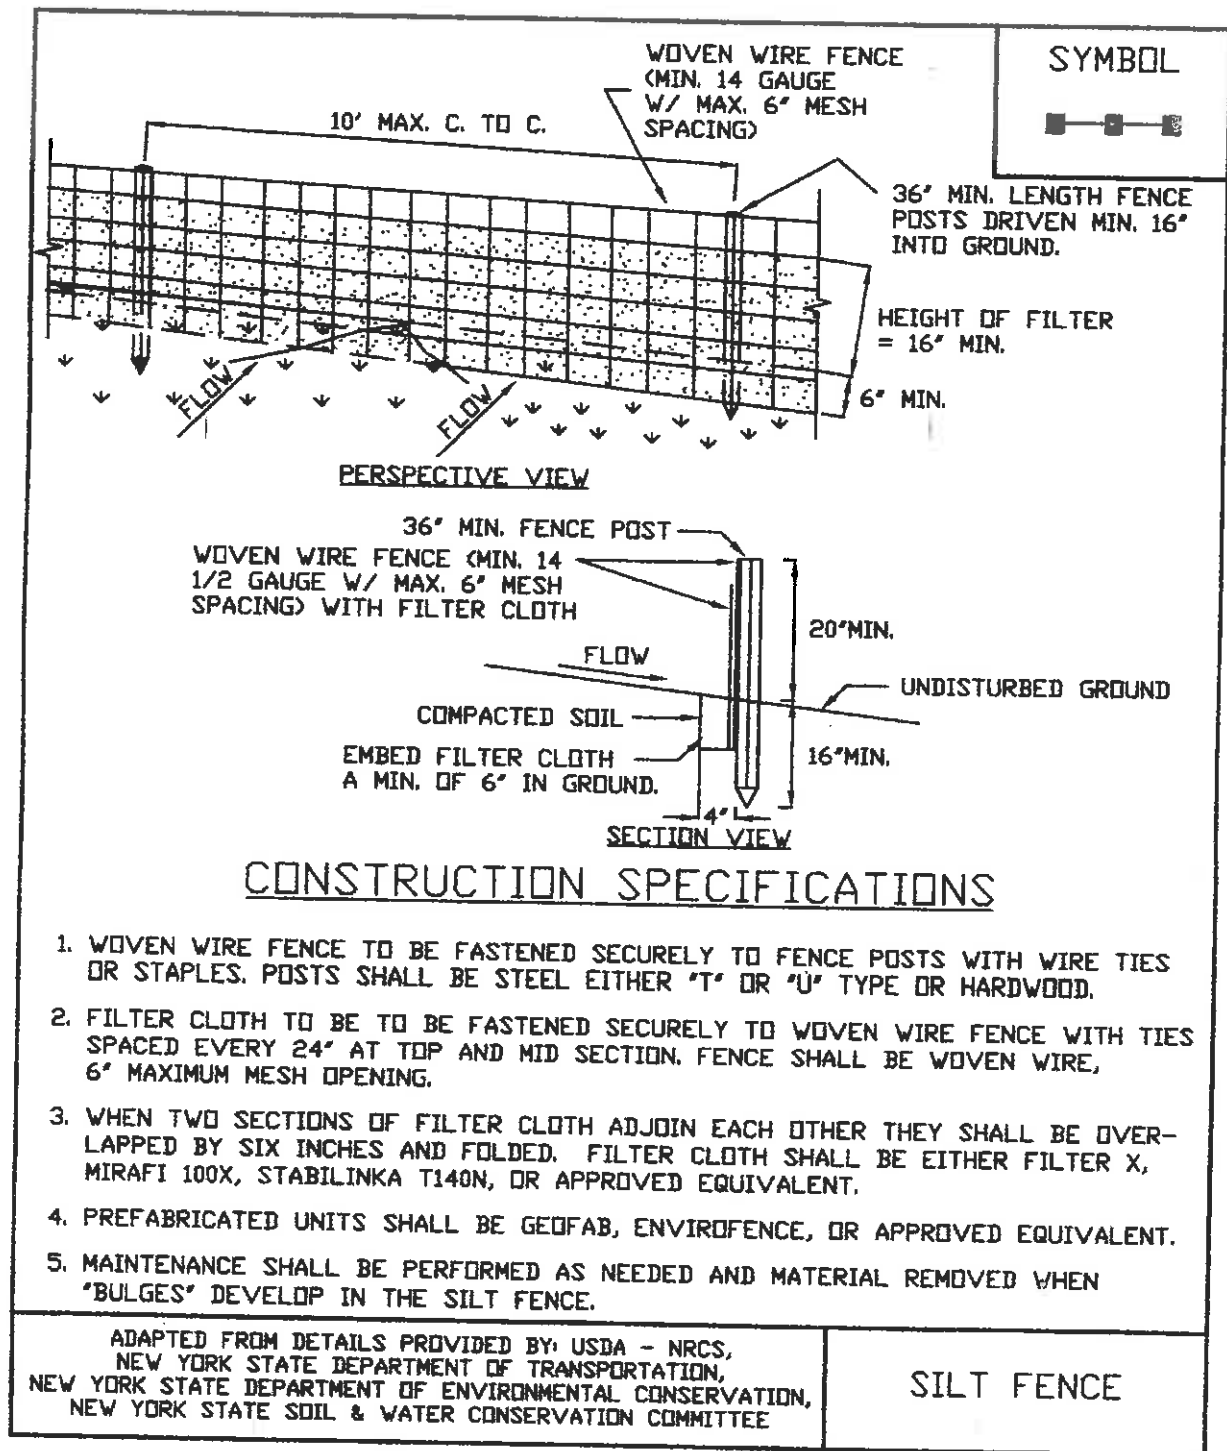 WOVEN WIRE FENCE
(MIN. 14 GAUGE
W/ MAX. 6" MESH
SPACING)
SYMBOL
10' MAX. C. TO C.
36" MIN. LENGTH FENCE
POSTS DRIVEN MIN. 16"
INTO GROUND.
HEIGHT OF FILTER
= 16" MIN.
6" MIN.
FLOW
FLOW
PERSPECTIVE VIEW
36" MIN. FENCE POST
WOVEN WIRE FENCE (MIN. 14
1/2 GAUGE W/ MAX. 6" MESH
SPACING) WITH FILTER CLOTH
20"MIN.
FLOW
UNDISTURBED GROUND
COMPACTED SOIL
EMBED FILTER CLOTH
A MIN. OF 6" IN GROUND.
16"MIN.
4"
SECTION VIEW
CONSTRUCTION SPECIFICATIONS
1. WOVEN WIRE FENCE TO BE FASTENED SECURELY TO FENCE POSTS WITH WIRE TIES
OR STAPLES. POSTS SHALL BE STEEL EITHER "T" OR "U" TYPE OR HARDWOOD.
2. FILTER CLOTH TO BE TO BE FASTENED SECURELY TO WOVEN WIRE FENCE WITH TIES
SPACED EVERY 24" AT TOP AND MID SECTION. FENCE SHALL BE WOVEN WIRE,
6" MAXIMUM MESH OPENING.
3. WHEN TWO SECTIONS OF FILTER CLOTH ADJOIN EACH OTHER THEY SHALL BE OVER-
LAPPED BY SIX INCHES AND FOLDED. FILTER CLOTH SHALL BE EITHER FILTER X,
MIRAFI 100X, STABILINKA T140N, OR APPROVED EQUIVALENT.
4. PREFABRICATED UNITS SHALL BE GEOFAB, ENVIROFENCE, OR APPROVED EQUIVALENT.
5. MAINTENANCE SHALL BE PERFORMED AS NEEDED AND MATERIAL REMOVED WHEN
"BULGES" DEVELOP IN THE SILT FENCE.
ADAPTED FROM DETAILS PROVIDED BY: USDA - NRCS,
NEW YORK STATE DEPARTMENT OF TRANSPORTATION,
NEW YORK STATE DEPARTMENT OF ENVIRONMENTAL CONSERVATION,
NEW YORK STATE SOIL & WATER CONSERVATION COMMITTEE
SILT FENCE